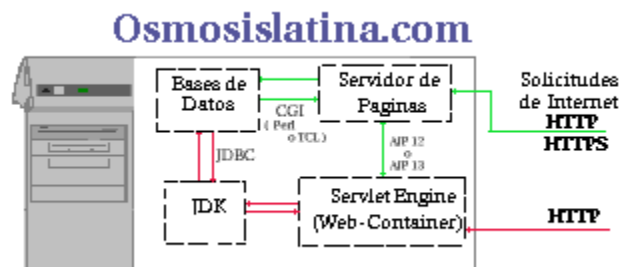 Osmosislatina.com
Bases de
Datos
Servidor de
Paginas
Solicitudes
de Internet
HTTP
HTTPS
CGI
( Perl
o TCL)
AJP 12
o
AJP 13
JDBC
JDK
Servlet Engine
(Web-Container)
HTTP